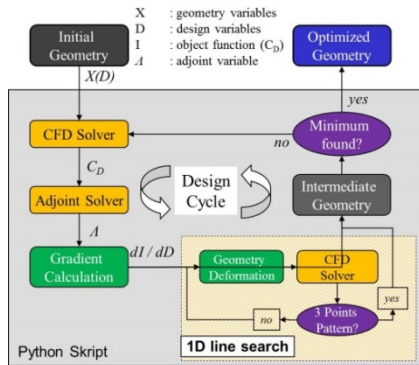 X : geometry variables
D : design variables
I : object function (C_D)
Λ : adjoint variable
Initial
Geometry
Optimized
Geometry
X(D)
yes
CFD Solver
no
Minimum
found?
C_D
Design
Cycle
Intermediate
Geometry
Adjoint Solver
Λ
Gradient
Calculation
dI / dD
Geometry
Deformation
CFD
Solver
no
3 Points
Pattern?
yes
1D line search
Python Skript